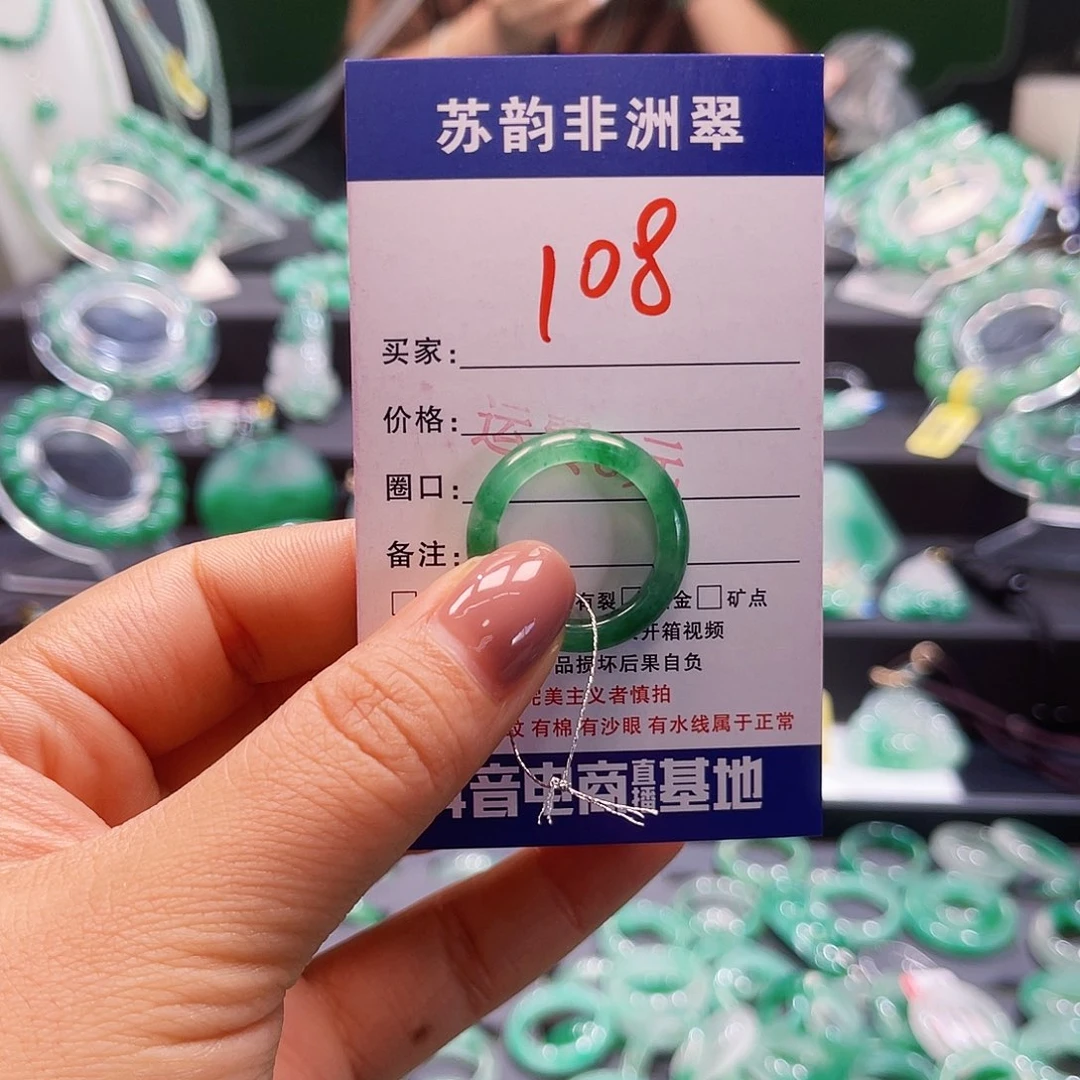 苏韵非洲翠
108
买家:
价格:
圈口:
备注:
有裂 金 矿点
开箱视频
品损坏后果自负
完美主义者慎拍
纹 有棉 有沙眼 有水线属于正常
音电商直播基地